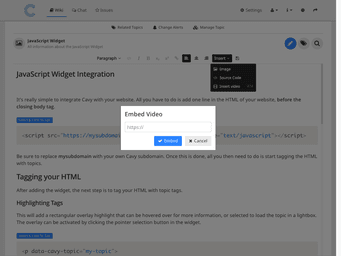 Wiki
Chats
Groups
Settings
Related Topics
Change Alerts
Manage Topic
JavaScript Widget
All information about the JavaScript Widget
Paragraph
Insert
Image
Source Code
Insert video
JavaScript Widget Integration
It's really simple to integrate Cavy with your website. All you have to do is add one line in the HTML of your website, before the
closing body tag.
<script src="https://mysubdomain
"text/javascript"></script>
Embed Video
https://
Embed
Cancel
Be sure to replace mysubdomain with your own Cavy subdomain. Once this is done, all you then need to do is start tagging the HTML
with topics.
Tagging your HTML
After adding the widget, the next step is to tag your HTML with topic tags.
Highlighting Tags
This will add a rectangular overlay-highlight that can be hovered over for more information, or selected to load the topic in a lightbox.
The overlay can be activated by clicking the pointer selection button in the widget.
<p data-cavy-topic="my-topic">